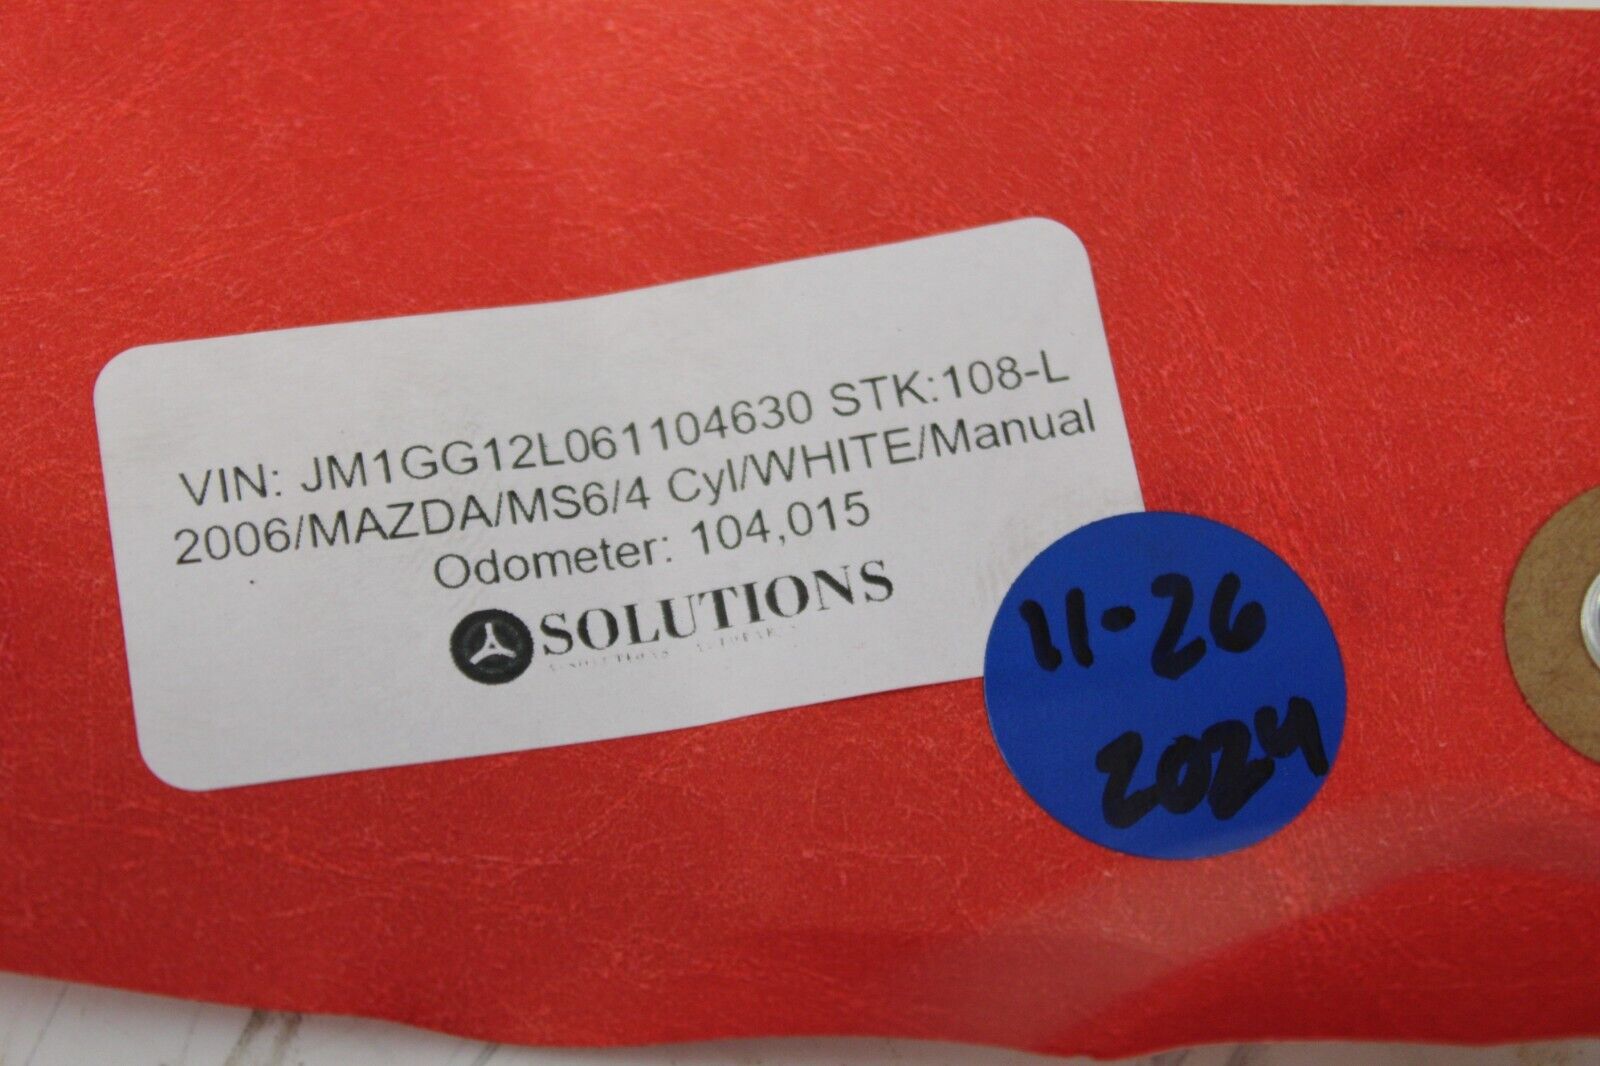 VIN: JM1GG12L061104630 STK:108-L
2006/MAZDA/MS6/4 Cyl/WHITE/Manual
Odometer: 104,015
SOLUTIONS
11-26
2024